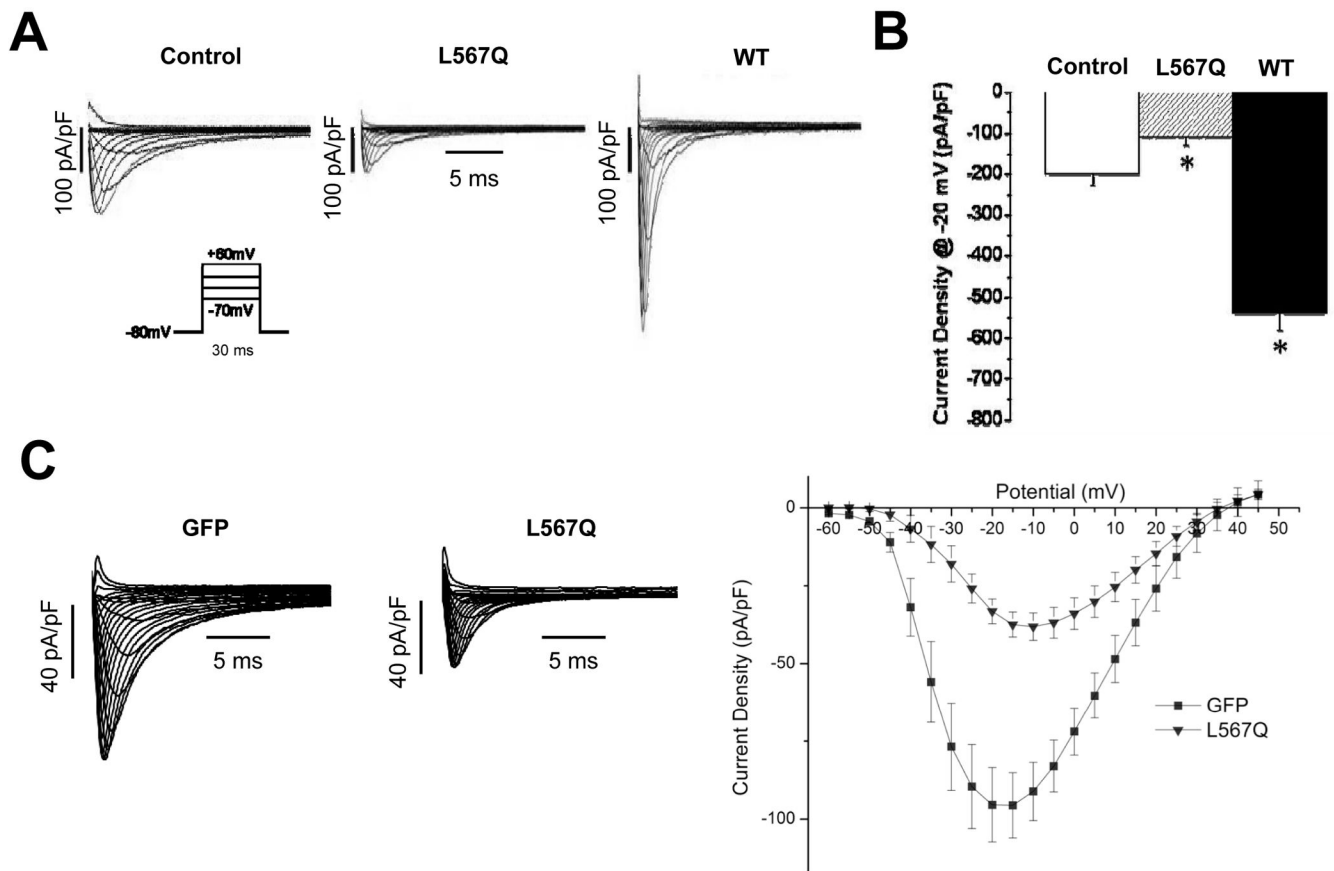 A
Control
L567Q
WT
100 pA/pF
100 pA/pF
5 ms
100 pA/pF
+60mV
-70mV
-80mV
30 ms
B
Control
L567Q
WT
Current Density @ -20 mV (pA/pF)
0
-100
-200
-300
-400
-500
-600
-700
-800
*
*
C
GFP
L567Q
40 pA/pF
5 ms
40 pA/pF
5 ms
Potential (mV)
0
-60 -50 -40 -30 -20 -10 0 10 20 30 40 50
-50
-100
Current Density (pA/pF)
GFP
L567Q